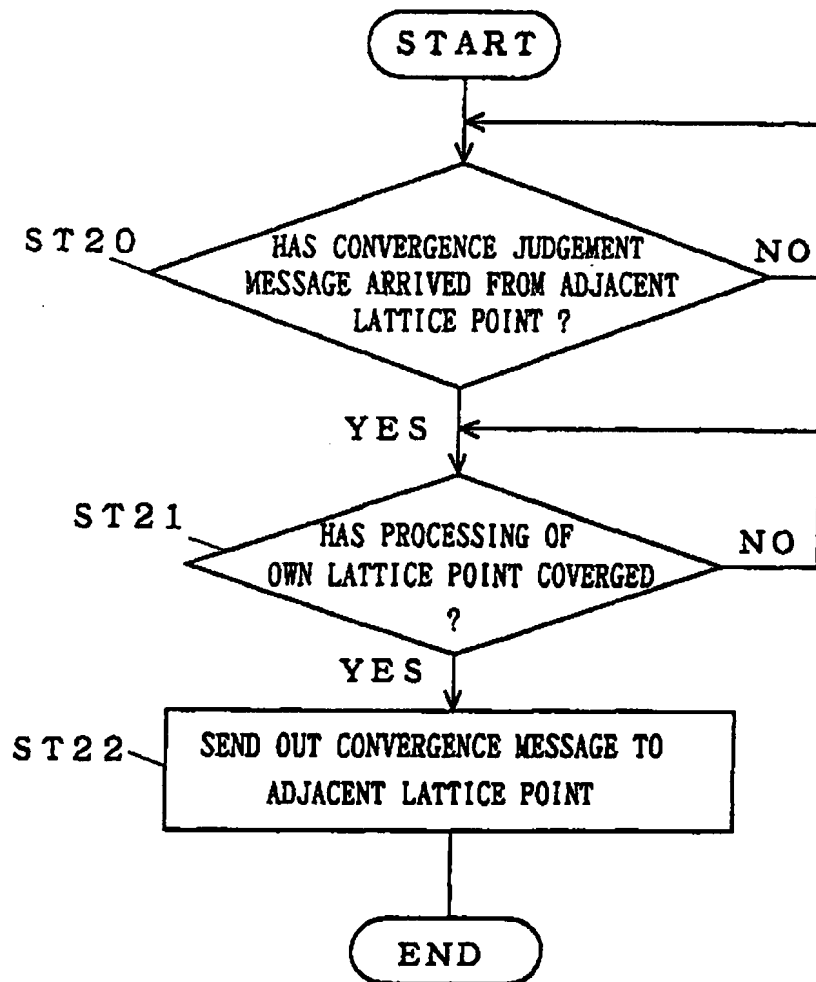 START
ST20
HAS CONVERGENCE JUDGEMENT
MESSAGE ARRIVED FROM ADJACENT
LATTICE POINT ?
NO
YES
ST21
HAS PROCESSING OF
OWN LATTICE POINT COVERGED
?
NO
YES
ST22
SEND OUT CONVERGENCE MESSAGE TO
ADJACENT LATTICE POINT
END